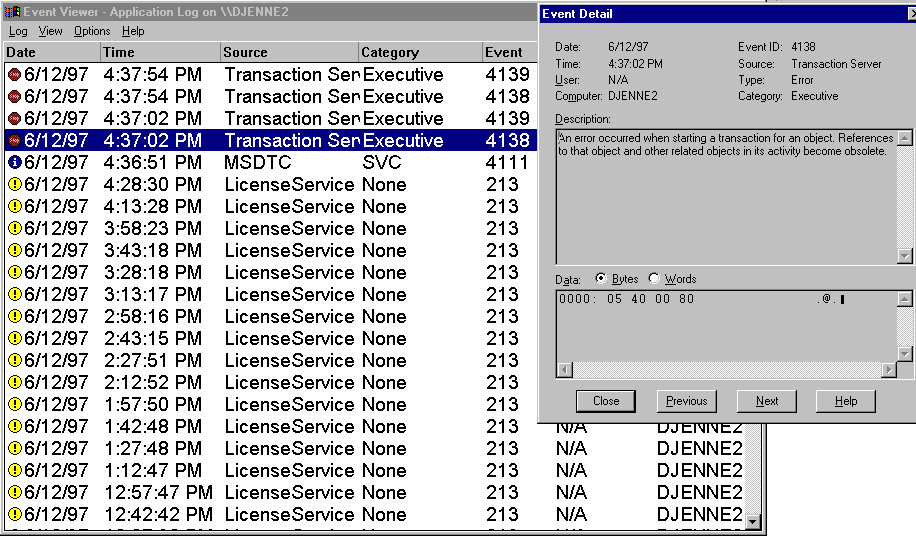 Event Viewer - Application Log on \\DJENNE2
Log View Options Help
Date Time Source Category Event
6/12/97 4:37:54 PM Transaction Ser Executive 4139
6/12/97 4:37:54 PM Transaction Ser Executive 4138
6/12/97 4:37:02 PM Transaction Ser Executive 4139
6/12/97 4:37:02 PM Transaction Ser Executive 4138
6/12/97 4:36:51 PM MSDTC SVC 4111
6/12/97 4:28:30 PM LicenseService None 213
6/12/97 4:13:28 PM LicenseService None 213
6/12/97 3:58:23 PM LicenseService None 213
6/12/97 3:43:18 PM LicenseService None 213
6/12/97 3:28:18 PM LicenseService None 213
6/12/97 3:13:17 PM LicenseService None 213
6/12/97 2:58:16 PM LicenseService None 213
6/12/97 2:43:15 PM LicenseService None 213
6/12/97 2:27:51 PM LicenseService None 213
6/12/97 2:12:52 PM LicenseService None 213
6/12/97 1:57:50 PM LicenseService None 213
6/12/97 1:42:48 PM LicenseService None 213 N/A DJENNE2
6/12/97 1:27:48 PM LicenseService None 213 N/A DJENNE2
6/12/97 1:12:47 PM LicenseService None 213 N/A DJENNE2
6/12/97 12:57:47 PM LicenseService None 213 N/A DJENNE2
6/12/97 12:42:42 PM LicenseService None 213 N/A DJENNE2
Event Detail
Date: 6/12/97 Event ID: 4138
Time: 4:37:02 PM Source: Transaction Server
User: N/A Type: Error
Computer: DJENNE2 Category: Executive
Description:
An error occurred when starting a transaction for an object. References
to that object and other related objects in its activity become obsolete.
Data: Bytes Words
0000: 05 40 00 80 .@.
Close Previous Next Help